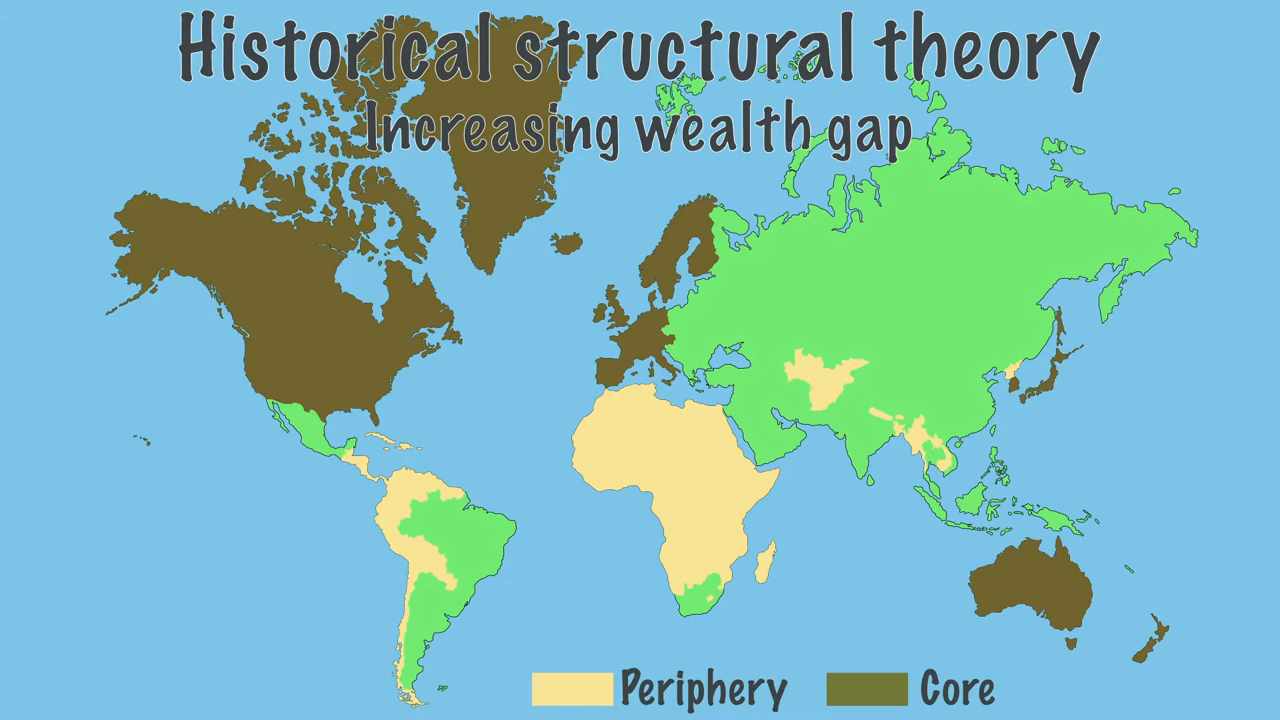 Historical structural theory
Increasing wealth gap
Periphery
Core